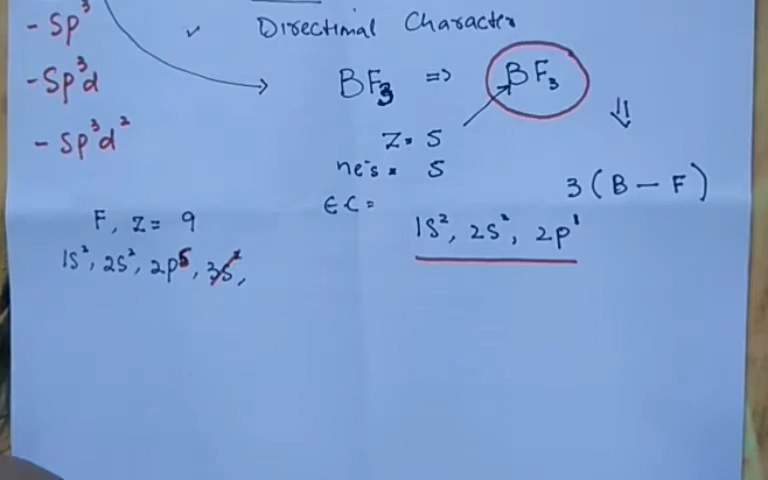 - Sp³
✓ Directional Character
- Sp³d
BF₃ => BF₃
- Sp³d²
Z = 5
ne's = 5
3 (B – F)
EC =
1S², 2S², 2p¹
F, Z = 9
1S², 2S², 2p⁵, 3S²,